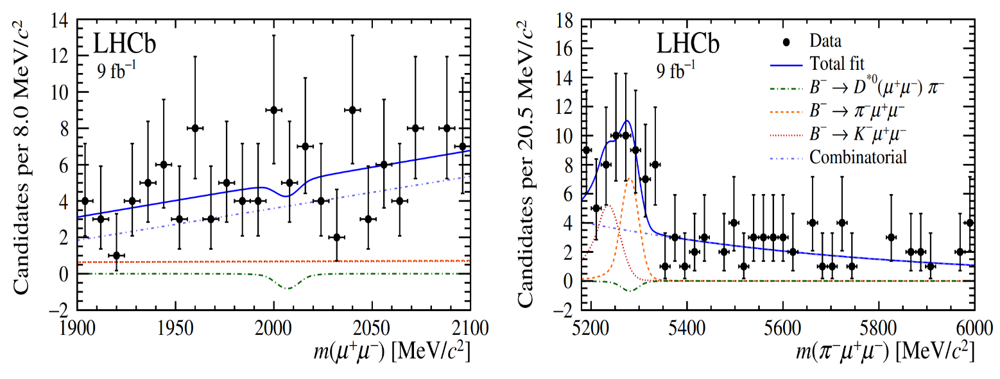 Candidates per 8.0 MeV/c²
14
12
10
8
6
4
2
0
−2
LHCb
9 fb⁻¹
1900
1950
2000
2050
2100
m(μ⁺μ⁻) [MeV/c²]
Candidates per 20.5 MeV/c²
18
16
14
12
10
8
6
4
2
0
−2
LHCb
9 fb⁻¹
Data
Total fit
B⁻ → D*⁰(μ⁺μ⁻) π⁻
B⁻ → π⁻μ⁺μ⁻
B⁻ → K⁻μ⁺μ⁻
Combinatorial
5200
5400
5600
5800
6000
m(π⁻μ⁺μ⁻) [MeV/c²]